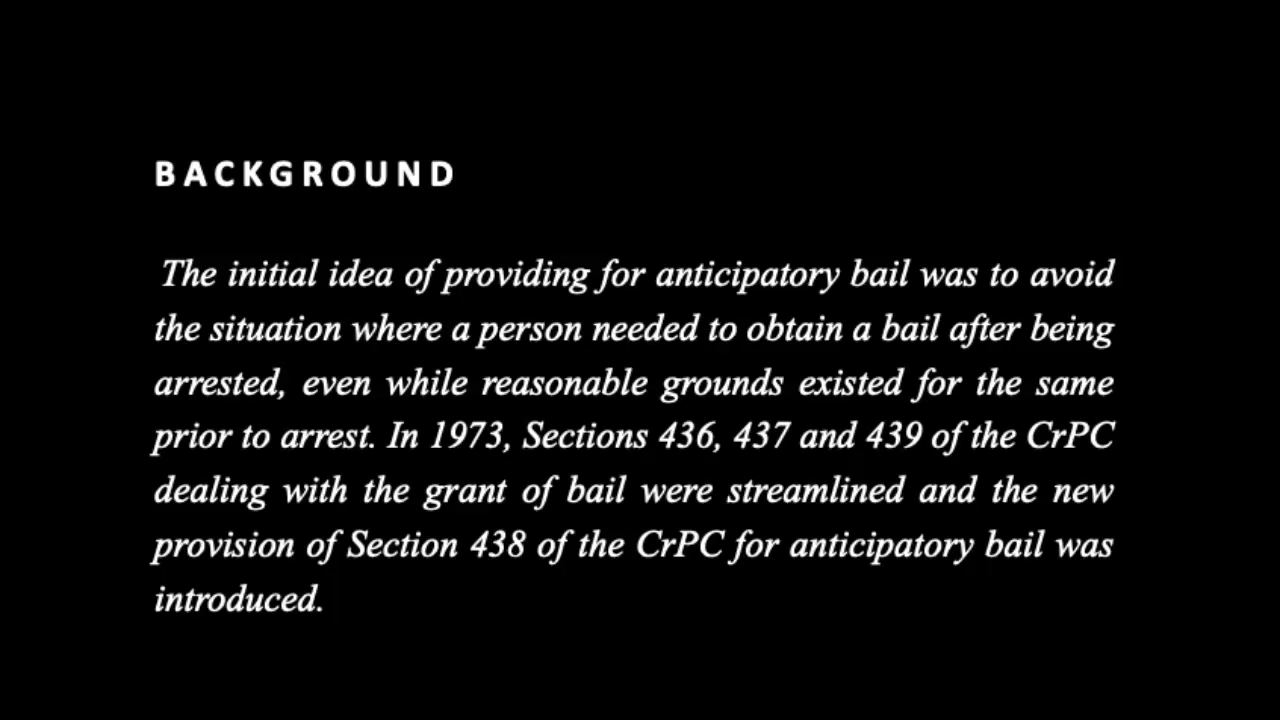 BACKGROUND
The initial idea of providing for anticipatory bail was to avoid
the situation where a person needed to obtain a bail after being
arrested, even while reasonable grounds existed for the same
prior to arrest. In 1973, Sections 436, 437 and 439 of the CrPC
dealing with the grant of bail were streamlined and the new
provision of Section 438 of the CrPC for anticipatory bail was
introduced.